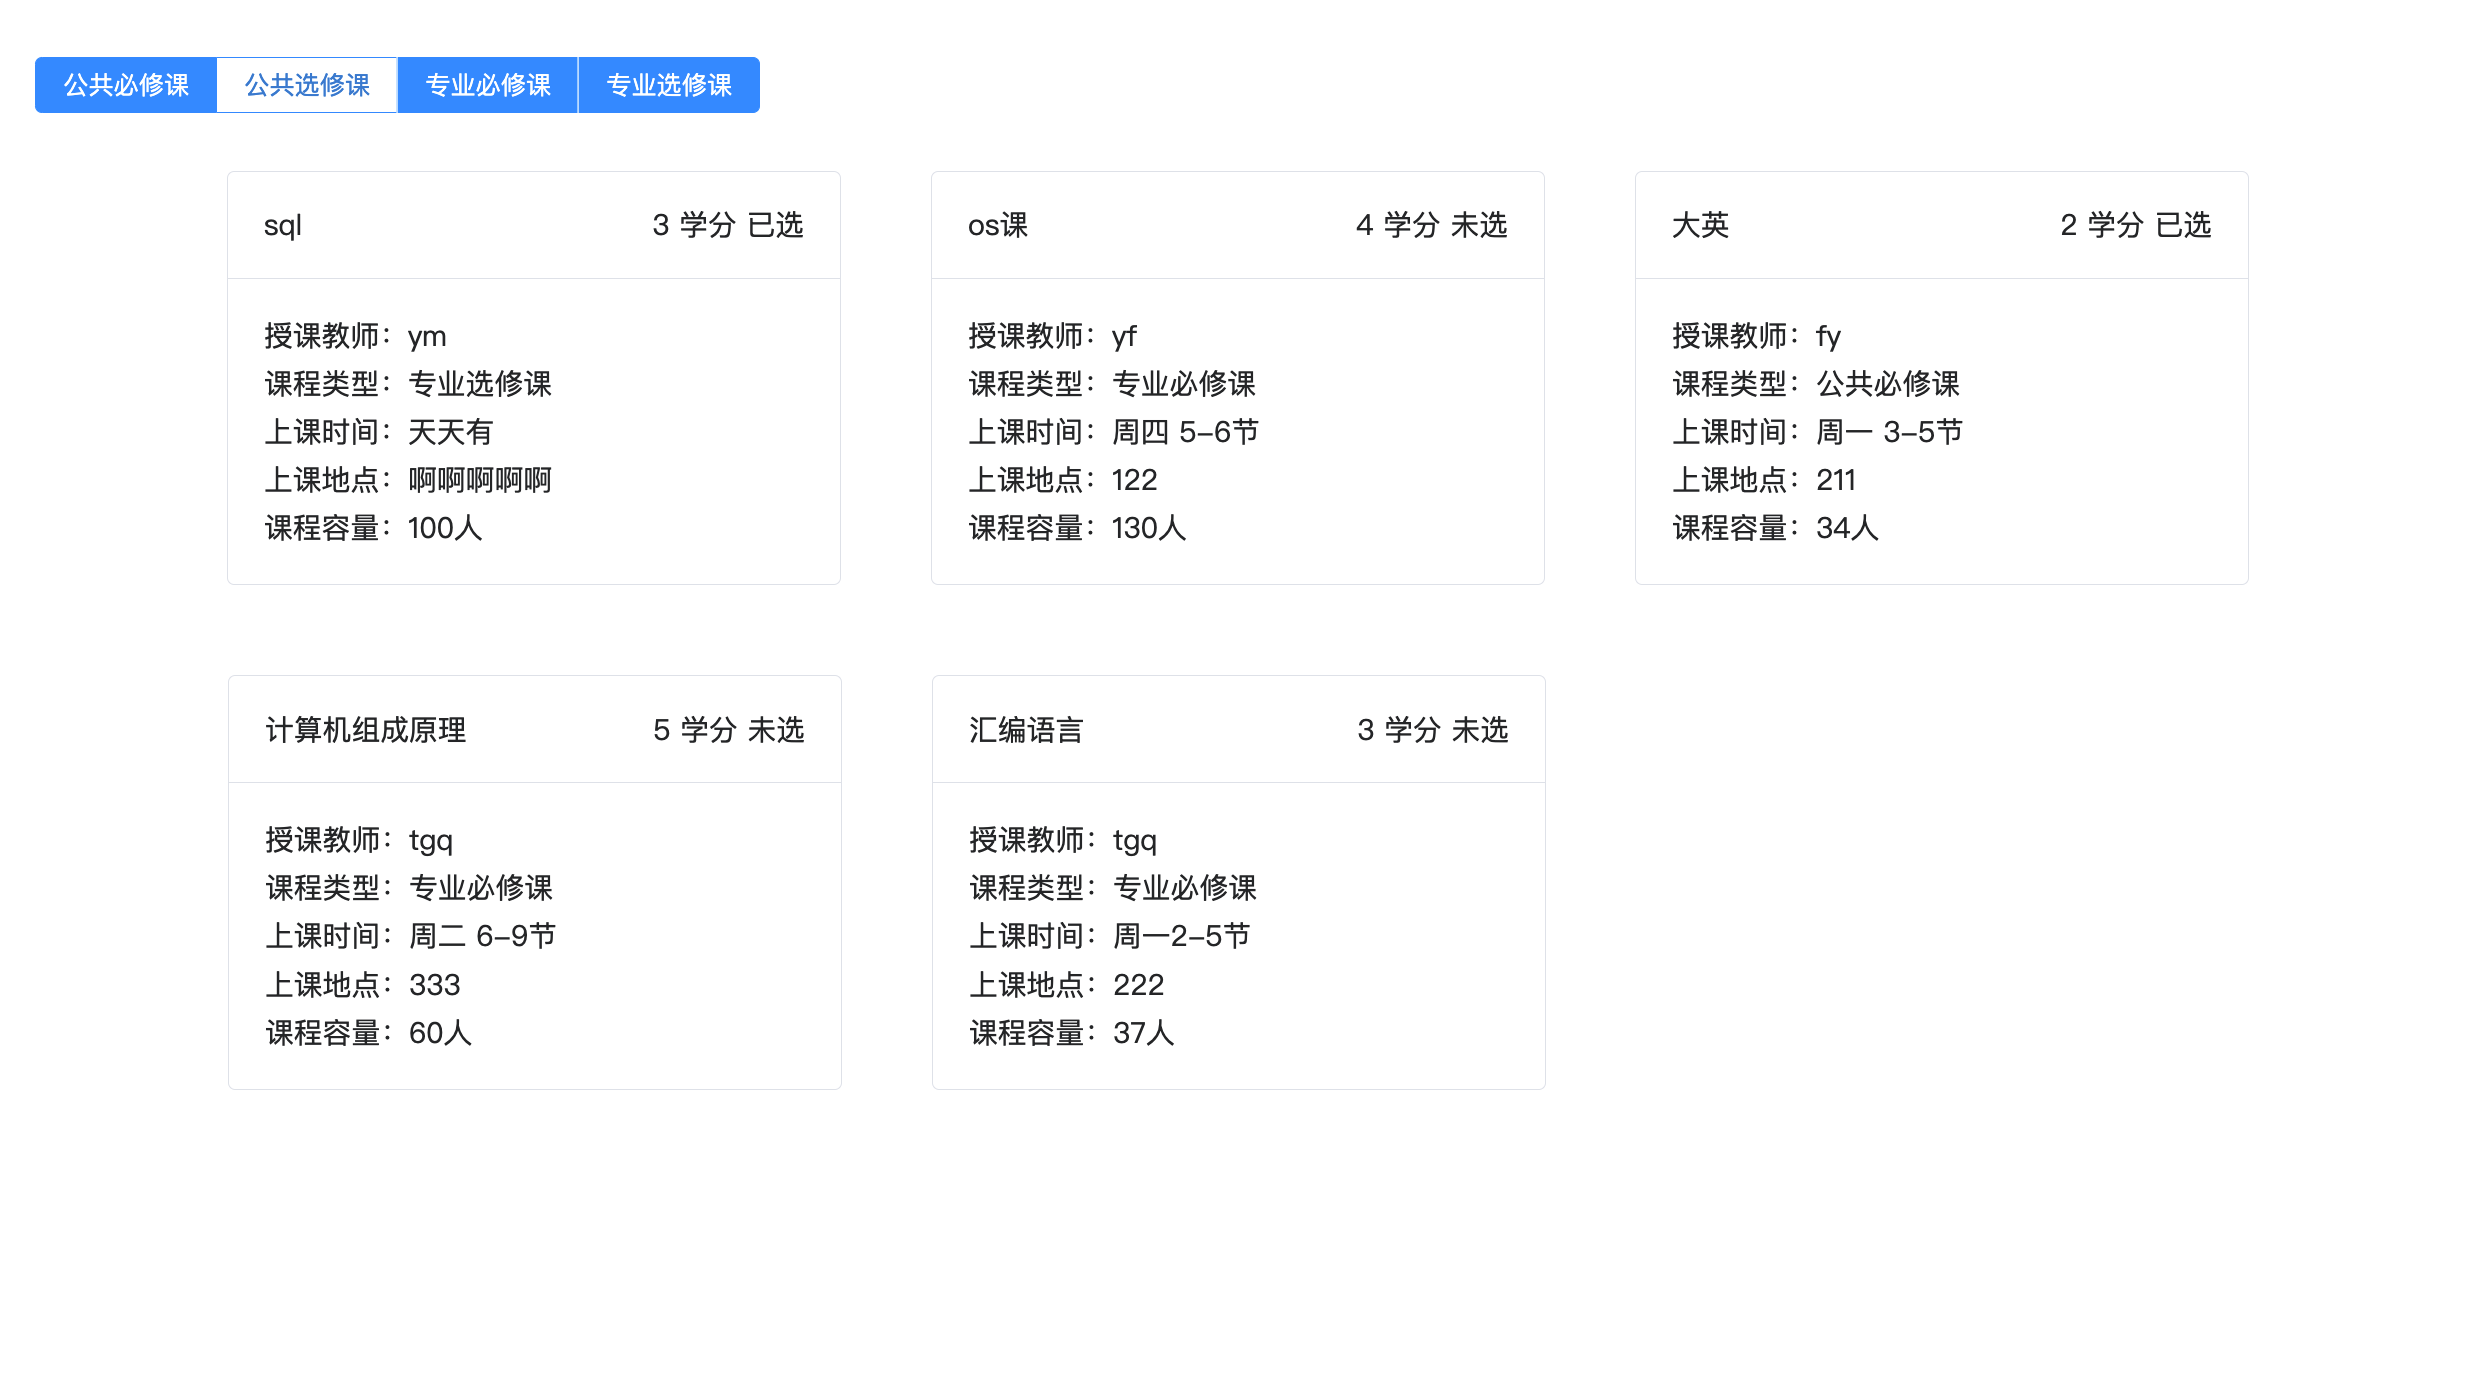 公共必修课 公共选修课 专业必修课 专业选修课
sql 3 学分 已选
授课教师：ym
课程类型：专业选修课
上课时间：天天有
上课地点：啊啊啊啊啊
课程容量：100人
os课 4 学分 未选
授课教师：yf
课程类型：专业必修课
上课时间：周四 5-6节
上课地点：122
课程容量：130人
大英 2 学分 已选
授课教师：fy
课程类型：公共必修课
上课时间：周一 3-5节
上课地点：211
课程容量：34人
计算机组成原理 5 学分 未选
授课教师：tgq
课程类型：专业必修课
上课时间：周二 6-9节
上课地点：333
课程容量：60人
汇编语言 3 学分 未选
授课教师：tgq
课程类型：专业必修课
上课时间：周一2-5节
上课地点：222
课程容量：37人